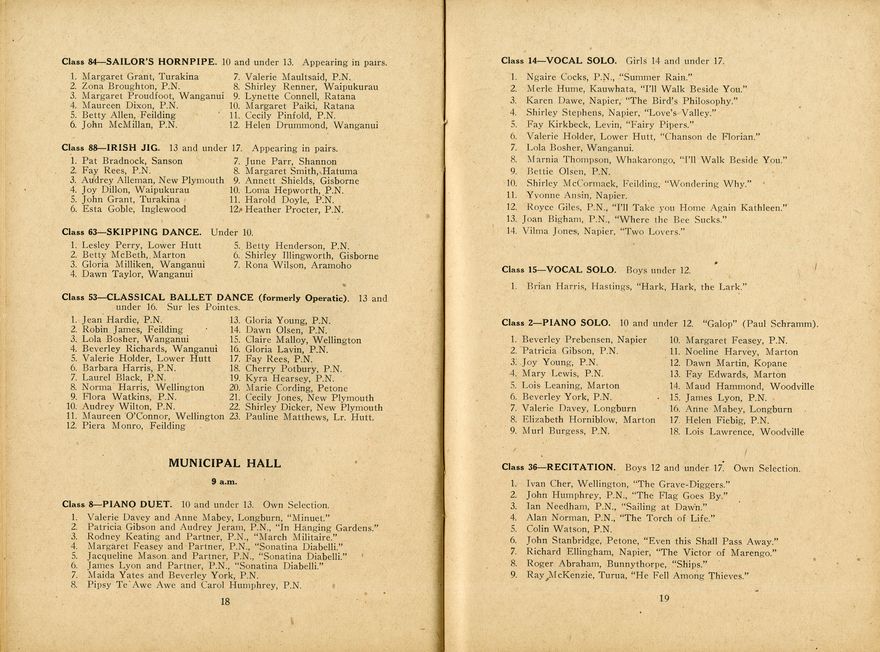 Class 84—SAILOR'S HORNPIPE. 10 and under 13. Appearing in pairs.
1. Margaret Grant, Turakina
2. Zona Broughton, P.N.
3. Margaret Proudfoot, Wanganui
4. Maureen Dixon, P.N.
5. Betty Allen, Feilding
6. John McMillan, P.N.
7. Valerie Maultsaid, P.N.
8. Shirley Renner, Waipukurau
9. Lynette Connell, Ratana
10. Margaret Paiki, Ratana
11. Cecily Pinfold, P.N.
12. Helen Drummond, Wanganui
Class 88—IRISH JIG. 13 and under 17. Appearing in pairs.
1. Pat Bradnock, Sanson
2. Fay Rees, P.N.
3. Audrey Alleman, New Plymouth
4. Joy Dillon, Waipukurau
5. John Grant, Turakina
6. Esta Goble, Inglewood
7. June Parr, Shannon
8. Margaret Smith, Hatuma
9. Annett Shields, Gisborne
10. Loma Hepworth, P.N.
11. Harold Doyle, P.N.
12. Heather Procter, P.N.
Class 63—SKIPPING DANCE. Under 10.
1. Lesley Perry, Lower Hutt
2. Betty McBeth, Marton
3. Gloria Milliken, Wanganui
4. Dawn Taylor, Wanganui
5. Betty Henderson, P.N.
6. Shirley Illingworth, Gisborne
7. Rona Wilson, Aramoho
Class 53—CLASSICAL BALLET DANCE (formerly Operatic). 13 and
under 16. Sur les Pointes.
1. Jean Hardie, P.N.
2. Robin James, Feilding
3. Lola Bosher, Wanganui
4. Beverley Richards, Wanganui
5. Valerie Holder, Lower Hutt
6. Barbara Harris, P.N.
7. Laurel Black, P.N.
8. Norma Harris, Wellington
9. Flora Watkins, P.N.
10. Audrey Wilton, P.N.
11. Maureen O'Connor, Wellington
12. Piera Monro, Feilding
13. Gloria Young, P.N.
14. Dawn Olsen, P.N.
15. Claire Malloy, Wellington
16. Gloria Lavin, P.N.
17. Fay Rees, P.N.
18. Cherry Potbury, P.N.
19. Kyra Hearsey, P.N.
20. Marie Cording, Petone
21. Cecily Jones, New Plymouth
22. Shirley Dicker, New Plymouth
23. Pauline Matthews, Lr. Hutt.
MUNICIPAL HALL
9 a.m.
Class 8—PIANO DUET. 10 and under 13. Own Selection.
1. Valerie Davey and Anne Mabey, Longburn, "Minuet."
2. Patricia Gibson and Audrey Jeram, P.N., "In Hanging Gardens."
3. Rodney Keating and Partner, P.N., "March Militaire."
4. Margaret Feasey and Partner, P.N., "Sonatina Diabelli."
5. Jacqueline Mason and Partner, P.N., "Sonatina Diabelli."
6. James Lyon and Partner, P.N., "Sonatina Diabelli."
7. Maida Yates and Beverley York, P.N.
8. Pipsy Te Awe Awe and Carol Humphrey, P.N.
18
Class 14—VOCAL SOLO. Girls 14 and under 17.
1. Ngaire Cocks, P.N., "Summer Rain."
2. Merle Hume, Kauwhata, "I'll Walk Beside You."
3. Karen Dawe, Napier, "The Bird's Philosophy."
4. Shirley Stephens, Napier, "Love's Valley."
5. Fay Kirkbeck, Levin, "Fairy Pipers."
6. Valerie Holder, Lower Hutt, "Chanson de Florian."
7. Lola Bosher, Wanganui.
8. Marnia Thompson, Whakarongo, "I'll Walk Beside You."
9. Bettie Olsen, P.N.
10. Shirley McCormack, Feilding, "Wondering Why."
11. Yvonne Ansin, Napier.
12. Royce Giles, P.N., "I'll Take you Home Again Kathleen."
13. Joan Bigham, P.N., "Where the Bee Sucks."
14. Vilma Jones, Napier, "Two Lovers."
Class 15—VOCAL SOLO. Boys under 12.
1. Brian Harris, Hastings, "Hark, Hark, the Lark."
Class 2—PIANO SOLO. 10 and under 12. "Galop" (Paul Schramm).
1. Beverley Prebensen, Napier
2. Patricia Gibson, P.N.
3. Joy Young, P.N.
4. Mary Lewis, P.N.
5. Lois Leaning, Marton
6. Beverley York, P.N.
7. Valerie Davey, Longburn
8. Elizabeth Horniblow, Marton
9. Murl Burgess, P.N.
10. Margaret Feasey, P.N.
11. Noeline Harvey, Marton
12. Dawn Martin, Kopane
13. Fay Edwards, Marton
14. Maud Hammond, Woodville
15. James Lyon, P.N.
16. Anne Mabey, Longburn
17. Helen Fiebig, P.N.
18. Lois Lawrence, Woodville
Class 36—RECITATION. Boys 12 and under 17. Own Selection.
1. Ivan Cher, Wellington, "The Grave-Diggers."
2. John Humphrey, P.N., "The Flag Goes By."
3. Ian Needham, P.N., "Sailing at Dawn."
4. Alan Norman, P.N., "The Torch of Life."
5. Colin Watson, P.N.
6. John Stanbridge, Petone, "Even this Shall Pass Away."
7. Richard Ellingham, Napier, "The Victor of Marengo."
8. Roger Abraham, Bunnythorpe, "Ships."
9. Ray McKenzie, Turua, "He Fell Among Thieves."
19